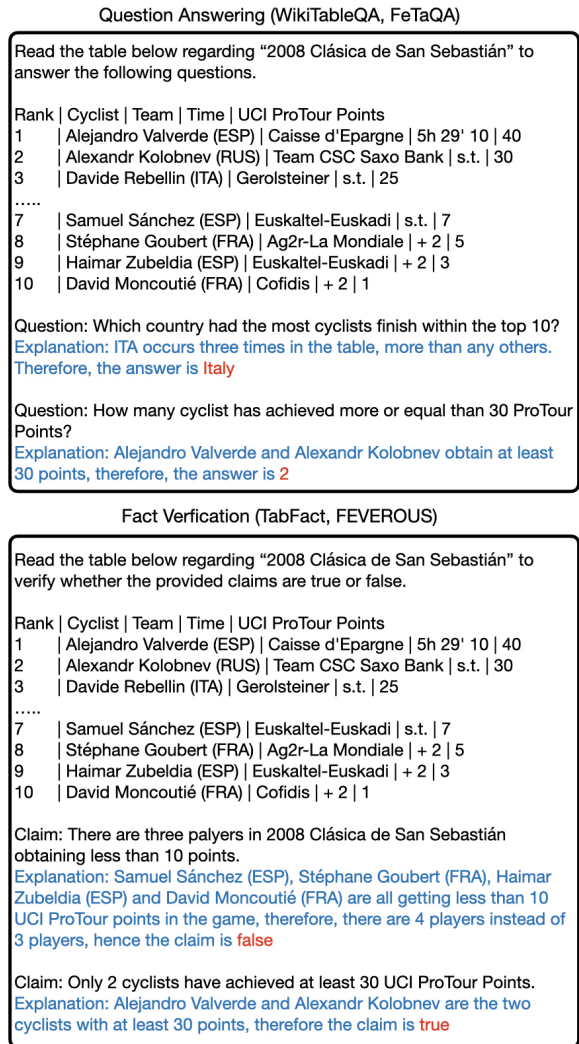 Question Answering (WikiTableQA, FeTaQA)
Read the table below regarding “2008 Clásica de San Sebastián” to
answer the following questions.
Rank | Cyclist | Team | Time | UCI ProTour Points
1 | Alejandro Valverde (ESP) | Caisse d'Epargne | 5h 29' 10 | 40
2 | Alexandr Kolobnev (RUS) | Team CSC Saxo Bank | s.t. | 30
3 | Davide Rebellin (ITA) | Gerolsteiner | s.t. | 25
.....
7 | Samuel Sánchez (ESP) | Euskaltel-Euskadi | s.t. | 7
8 | Stéphane Goubert (FRA) | Ag2r-La Mondiale | + 2 | 5
9 | Haimar Zubeldia (ESP) | Euskaltel-Euskadi | + 2 | 3
10 | David Moncoutié (FRA) | Cofidis | + 2 | 1
Question: Which country had the most cyclists finish within the top 10?
Explanation: ITA occurs three times in the table, more than any others.
Therefore, the answer is Italy
Question: How many cyclist has achieved more or equal than 30 ProTour
Points?
Explanation: Alejandro Valverde and Alexandr Kolobnev obtain at least
30 points, therefore, the answer is 2
Fact Verfication (TabFact, FEVEROUS)
Read the table below regarding “2008 Clásica de San Sebastián” to
verify whether the provided claims are true or false.
Rank | Cyclist | Team | Time | UCI ProTour Points
1 | Alejandro Valverde (ESP) | Caisse d'Epargne | 5h 29' 10 | 40
2 | Alexandr Kolobnev (RUS) | Team CSC Saxo Bank | s.t. | 30
3 | Davide Rebellin (ITA) | Gerolsteiner | s.t. | 25
.....
7 | Samuel Sánchez (ESP) | Euskaltel-Euskadi | s.t. | 7
8 | Stéphane Goubert (FRA) | Ag2r-La Mondiale | + 2 | 5
9 | Haimar Zubeldia (ESP) | Euskaltel-Euskadi | + 2 | 3
10 | David Moncoutié (FRA) | Cofidis | + 2 | 1
Claim: There are three palyers in 2008 Clásica de San Sebastián
obtaining less than 10 points.
Explanation: Samuel Sánchez (ESP), Stéphane Goubert (FRA), Haimar
Zubeldia (ESP) and David Moncoutié (FRA) are all getting less than 10
UCI ProTour points in the game, therefore, there are 4 players instead of
3 players, hence the claim is false
Claim: Only 2 cyclists have achieved at least 30 UCI ProTour Points.
Explanation: Alejandro Valverde and Alexandr Kolobnev are the two
cyclists with at least 30 points, therefore the claim is true